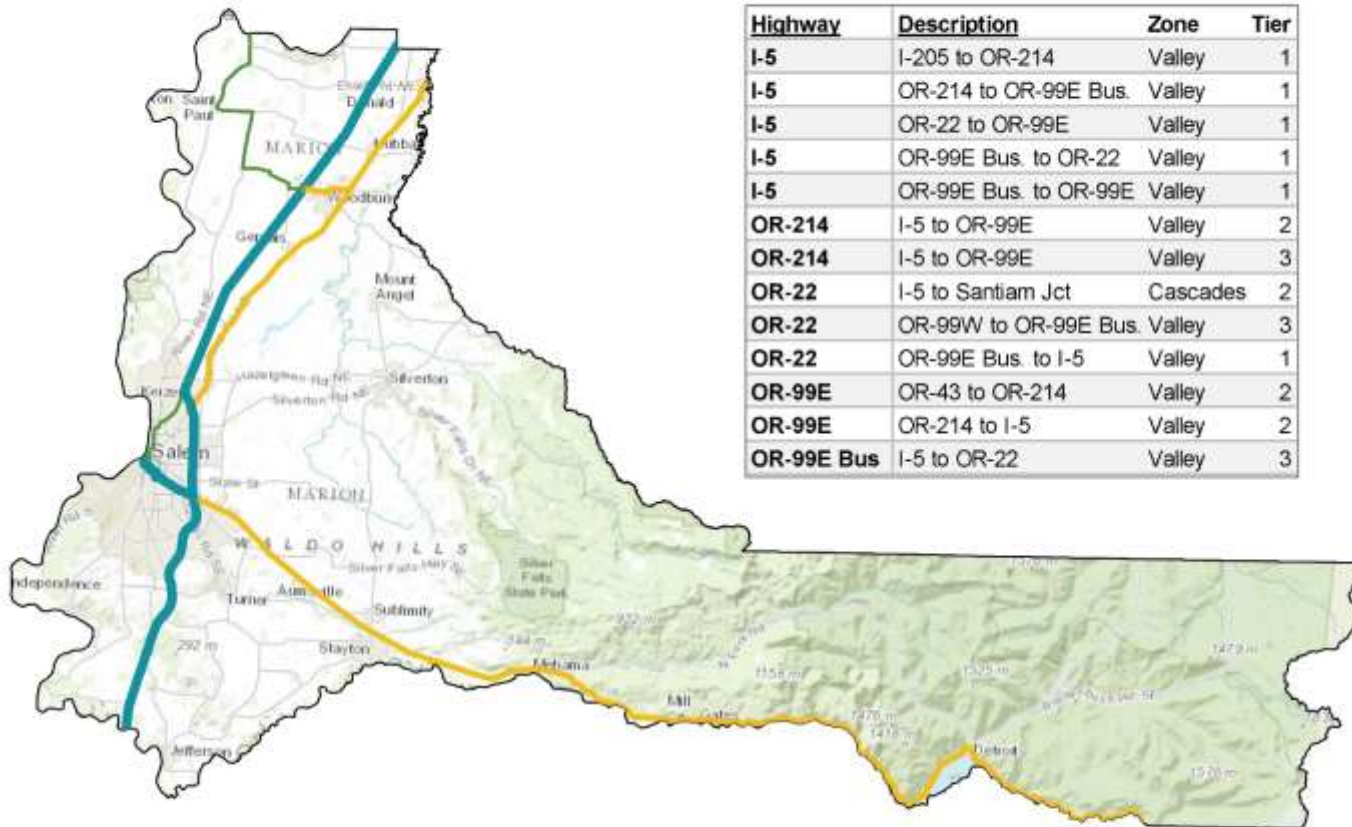 Highway Description Zone Tier
I-5 I-205 to OR-214 Valley 1
I-5 OR-214 to OR-99E Bus. Valley 1
I-5 OR-22 to OR-99E Valley 1
I-5 OR-99E Bus. to OR-22 Valley 1
I-5 OR-99E Bus. to OR-99E Valley 1
OR-214 I-5 to OR-99E Valley 2
OR-214 I-5 to OR-99E Valley 3
OR-22 I-5 to Santiam Jct Cascades 2
OR-22 OR-99W to OR-99E Bus. Valley 3
OR-22 OR-99E Bus. to I-5 Valley 1
OR-99E OR-43 to OR-214 Valley 2
OR-99E OR-214 to I-5 Valley 2
OR-99E Bus I-5 to OR-22 Valley 3
Saint
Paul
Donald
MARION
Woodburn
Gervais
Mount
Angel
Silverton
Silverton Rd NE
Keizer
Salem
State St
MARION
WALDO HILLS
Silver
Falls
State Park
Turner
Aumsville
Sublimity
Stayton
292 m
Mehama
Mill
Gates
Detroit
Jefferson